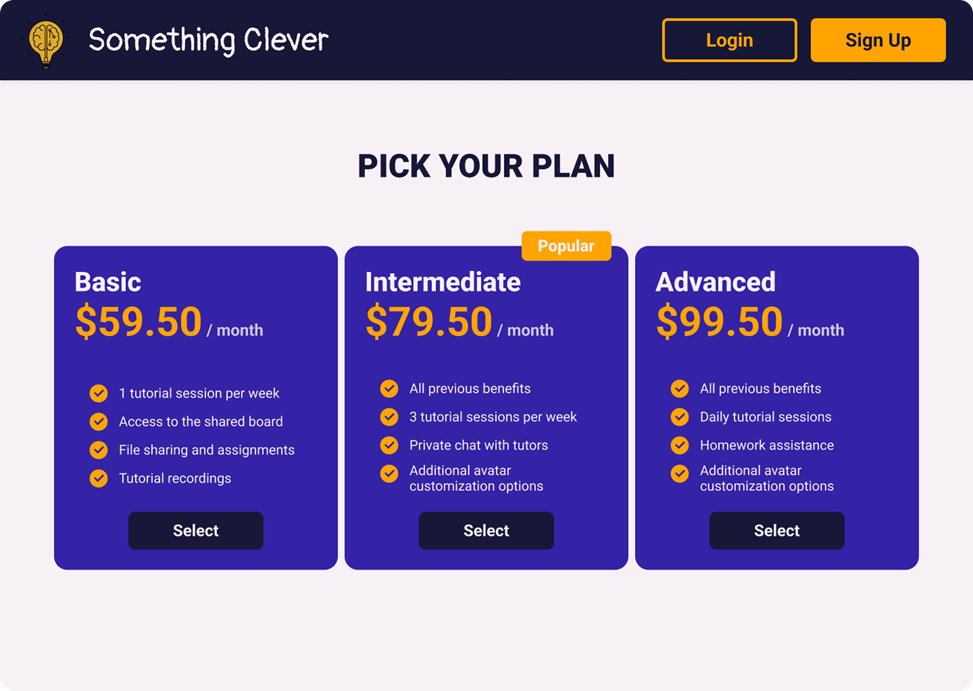 Something Clever
Login
Sign Up
PICK YOUR PLAN
Basic
$59.50 / month
1 tutorial session per week
Access to the shared board
File sharing and assignments
Tutorial recordings
Select
Popular
Intermediate
$79.50 / month
All previous benefits
3 tutorial sessions per week
Private chat with tutors
Additional avatar
customization options
Select
Advanced
$99.50 / month
All previous benefits
Daily tutorial sessions
Homework assistance
Additional avatar
customization options
Select